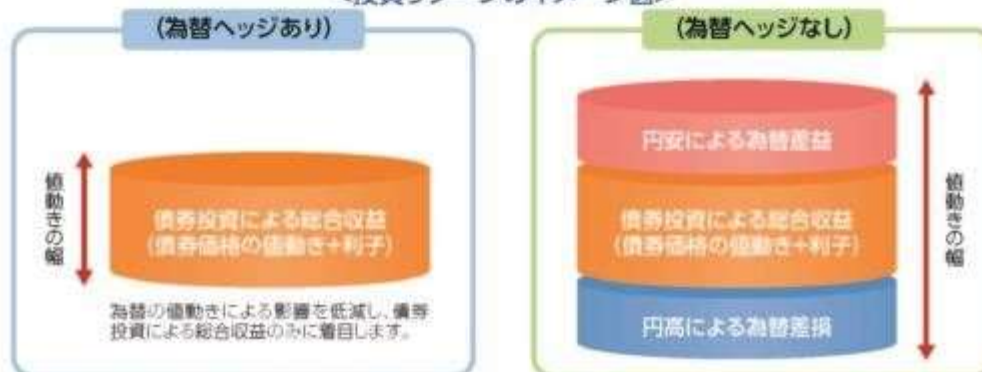 (為替ヘッジあり)
値動きの幅
債券投資による総合収益
(債券価格の値動き+利子)
為替の値動きによる影響を低減し、債券
投資による総合収益のみに着目します。
(為替ヘッジなし)
円安による為替差益
債券投資による総合収益
(債券価格の値動き+利子)
円高による為替差損
値動きの幅